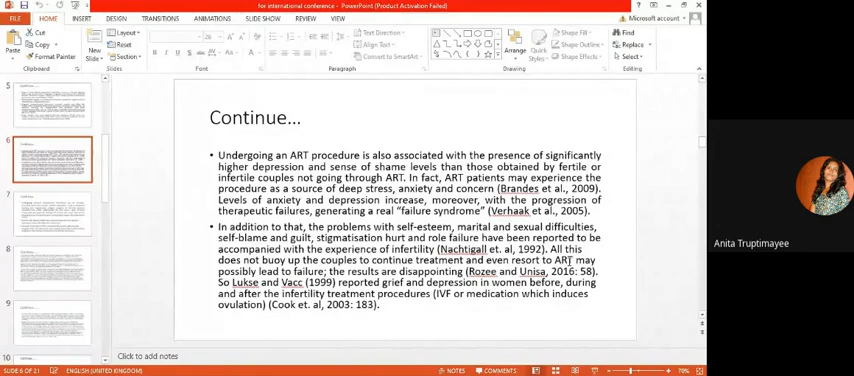 for international conference - PowerPoint (Product Activation Failed)
FILE HOME INSERT DESIGN TRANSITIONS ANIMATIONS SLIDE SHOW REVIEW VIEW Microsoft account
Cut
Copy
Format Painter
Paste
Clipboard
New
Slide
Layout
Reset
Section
Slides
Font
Text Direction
Align Text
Convert to SmartArt
Paragraph
Arrange
Quick
Styles
Shape Fill
Shape Outline
Shape Effects
Drawing
Find
Replace
Select
Editing
5
6
7
8
9
10
Continue...
• Undergoing an ART procedure is also associated with the presence of significantly
higher depression and sense of shame levels than those obtained by fertile or
infertile couples not going through ART. In fact, ART patients may experience the
procedure as a source of deep stress, anxiety and concern (Brandes et al., 2009).
Levels of anxiety and depression increase, moreover, with the progression of
therapeutic failures, generating a real “failure syndrome” (Verhaak et al., 2005).
• In addition to that, the problems with self-esteem, marital and sexual difficulties,
self-blame and guilt, stigmatisation hurt and role failure have been reported to be
accompanied with the experience of infertility (Nachtigall et. al, 1992). All this
does not buoy up the couples to continue treatment and even resort to ART may
possibly lead to failure; the results are disappointing (Rozee and Unisa, 2016: 58).
So Lukse and Vacc (1999) reported grief and depression in women before, during
and after the infertility treatment procedures (IVF or medication which induces
ovulation) (Cook et. al, 2003: 183).
Click to add notes
SLIDE 6 OF 21 ENGLISH (UNITED KINGDOM) NOTES COMMENTS 70%
Anita Truptimayee